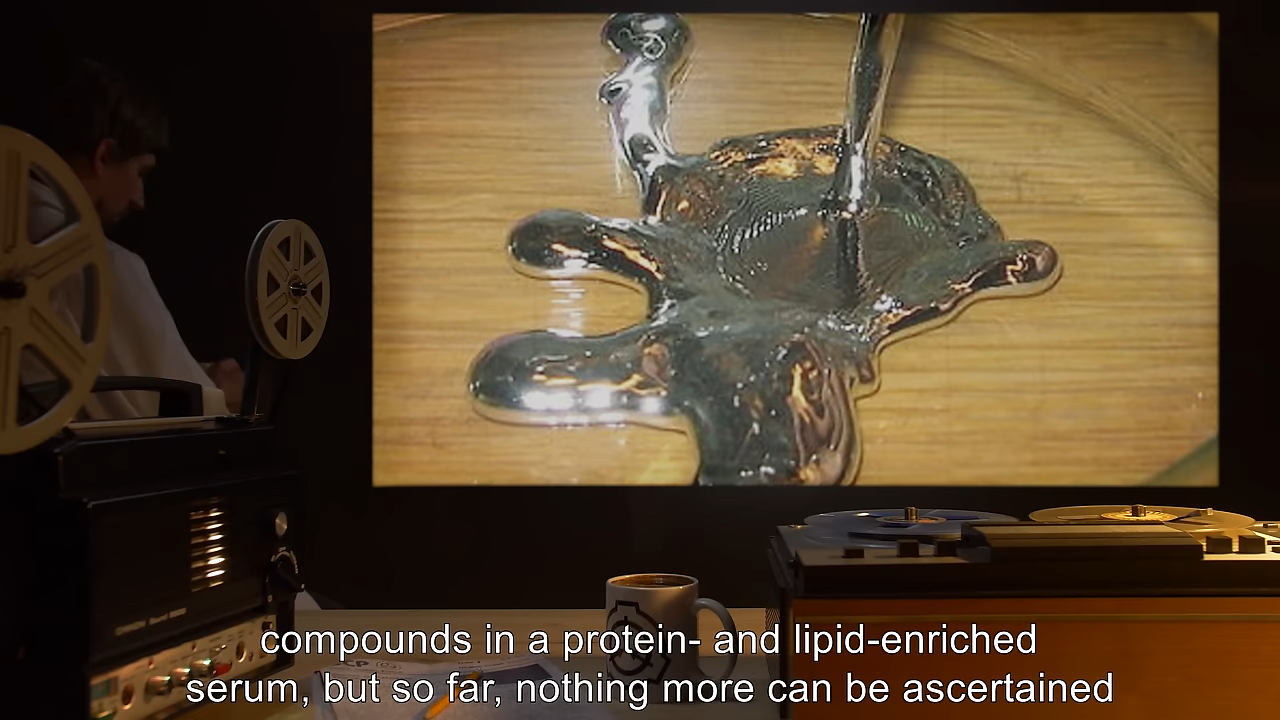 compounds in a protein- and lipid-enriched
serum, but so far, nothing more can be ascertained